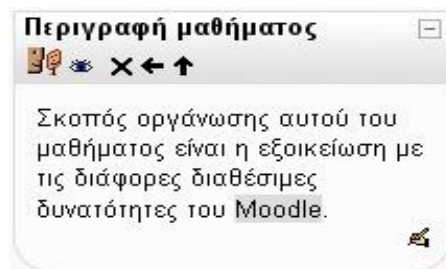 Περιγραφή μαθήματος
Σκοπός οργάνωσης αυτού του
μαθήματος είναι η εξοικείωση με
τις διάφορες διαθέσιμες
δυνατότητες του Moodle.